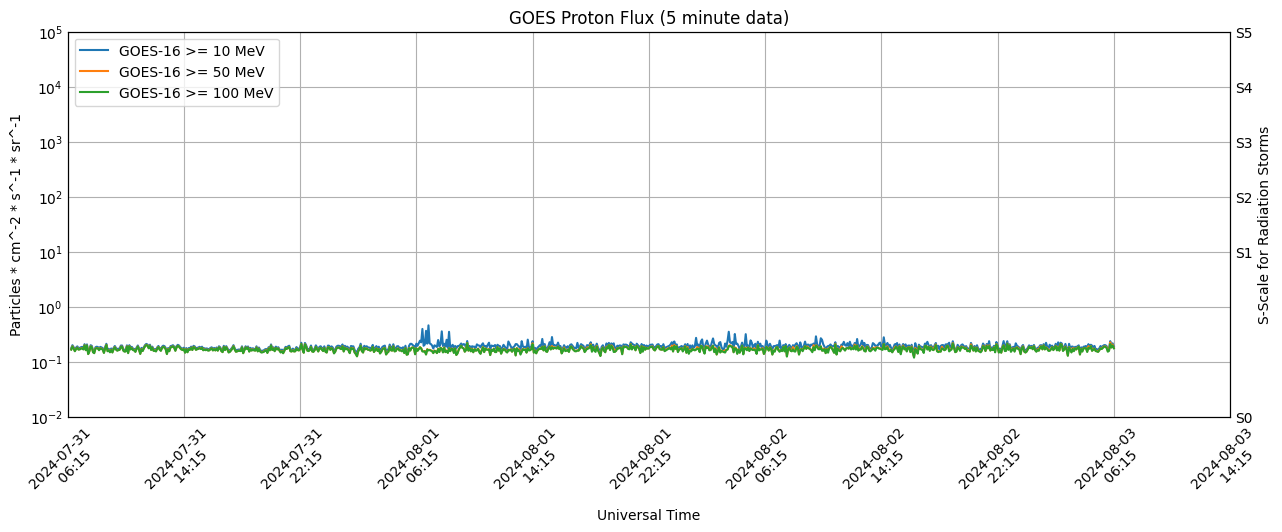 GOES Proton Flux (5 minute data)
GOES-16 >= 10 MeV
GOES-16 >= 50 MeV
GOES-16 >= 100 MeV
Particles * cm^-2 * s^-1 * sr^-1
10^5
10^4
10^3
10^2
10^1
10^0
10^-1
10^-2
S5
S4
S3
S2
S1
S0
S-Scale for Radiation Storms
2024-07-31
06:15
2024-07-31
14:15
2024-07-31
22:15
2024-08-01
06:15
2024-08-01
14:15
2024-08-01
22:15
2024-08-02
06:15
2024-08-02
14:15
2024-08-02
22:15
2024-08-03
06:15
2024-08-03
14:15
Universal Time